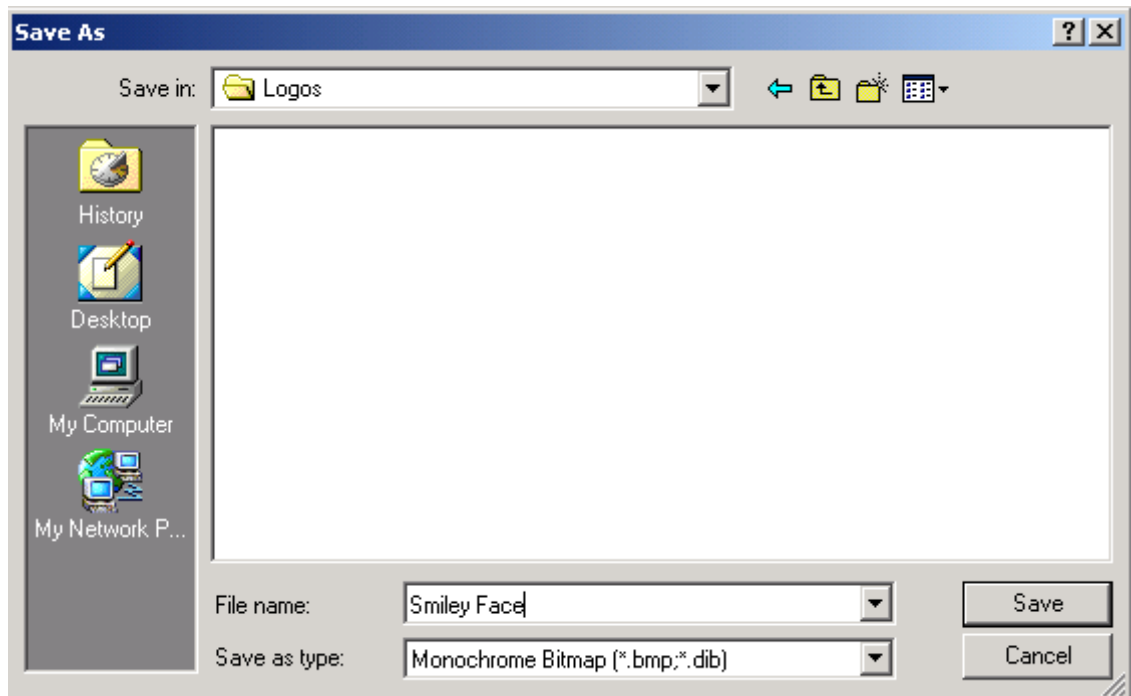 Save As
Save in: Logos
History
Desktop
My Computer
My Network P...
File name: Smiley Face Save
Save as type: Monochrome Bitmap (*.bmp;*.dib) Cancel